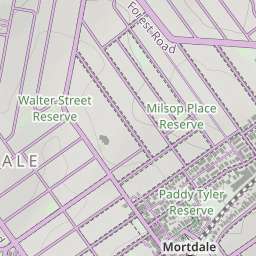 Forest Road
Walter Street
Reserve
Milsop Place
Reserve
ALE
Paddy Tyler
Reserve
Mortdale